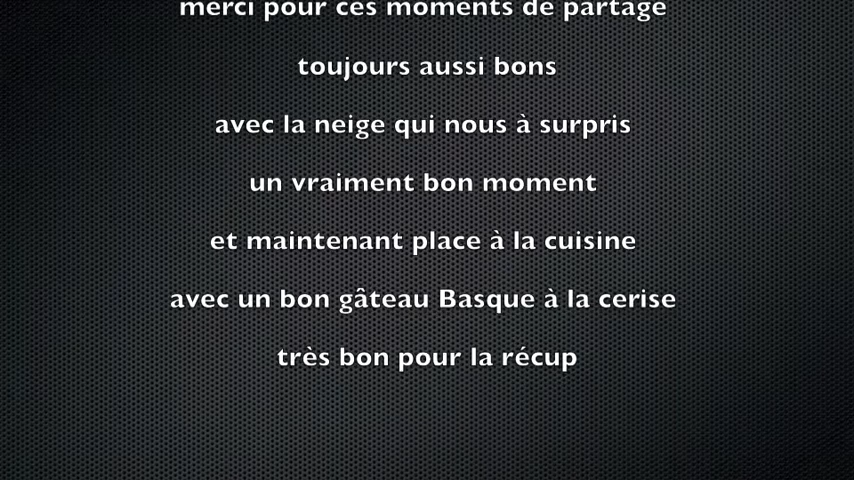 merci pour ces moments de partage
toujours aussi bons
avec la neige qui nous à surpris
un vraiment bon moment
et maintenant place à la cuisine
avec un bon gâteau Basque à la cerise
très bon pour la récup